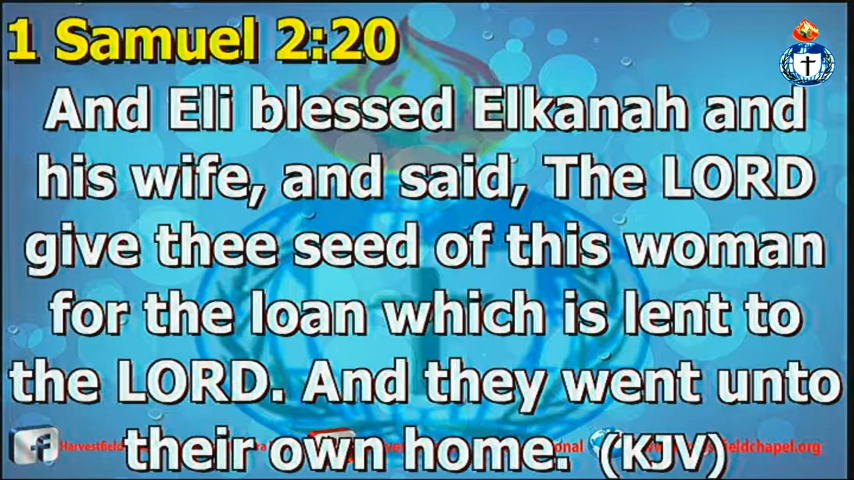 1 Samuel 2:20
And Eli blessed Elkanah and
his wife, and said, The LORD
give thee seed of this woman
for the loan which is lent to
the LORD. And they went unto
their own home. (KJV)